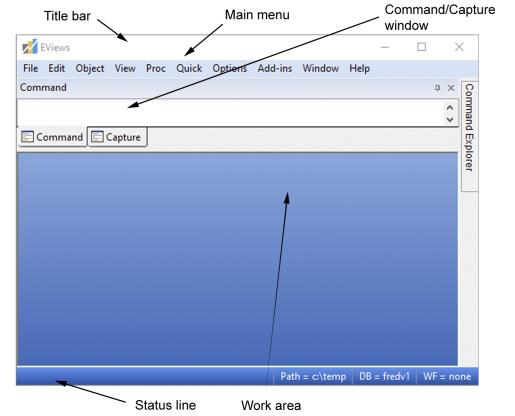 Title bar
Main menu
Command/Capture
window
EViews
File Edit Object View Proc Quick Options Add-ins Window Help
Command
Command Capture
Command Explorer
Path = c:\temp DB = fredv1 WF = none
Status line
Work area